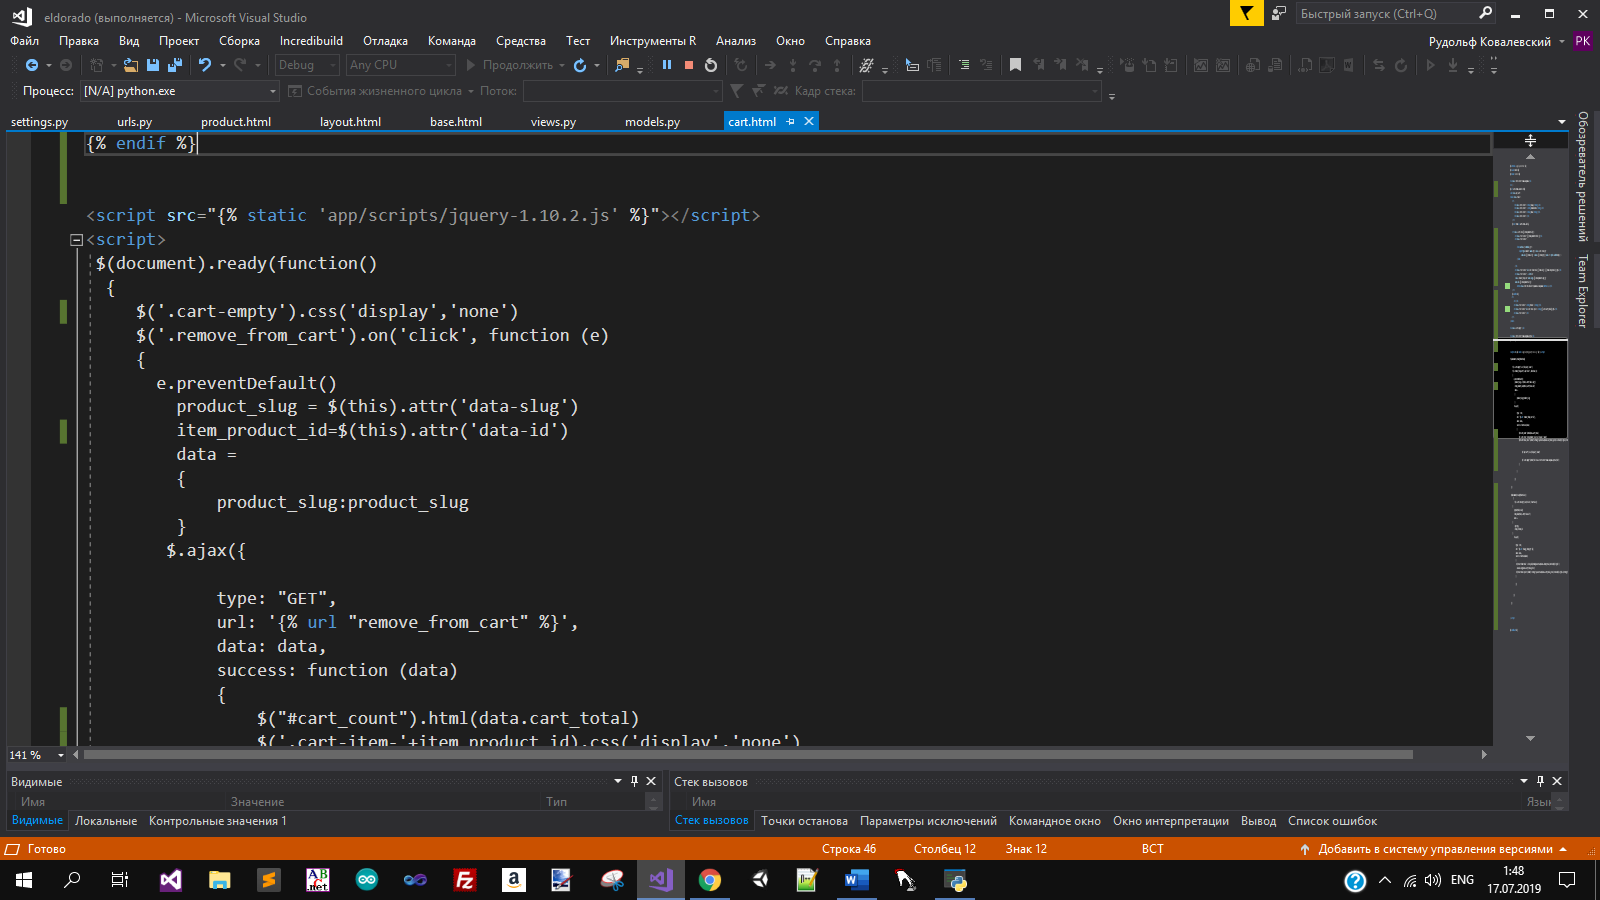 eldorado (выполняется) - Microsoft Visual Studio
Быстрый запуск (Ctrl+Q)
Файл Правка Вид Проект Сборка Incredibuild Отладка Команда Средства Тест Инструменты R Анализ Окно Справка
Рудольф Ковалевский РК
Debug Any CPU Продолжить
Процесс: [N/A] python.exe События жизненного цикла Поток: Кадр стека:
settings.py urls.py product.html layout.html base.html views.py models.py cart.html
{% endif %}
<script src="{% static 'app/scripts/jquery-1.10.2.js' %}"></script>
<script>
$(document).ready(function()
{
$('.cart-empty').css('display','none')
$('.remove_from_cart').on('click', function (e)
{
e.preventDefault()
product_slug = $(this).attr('data-slug')
item_product_id=$(this).attr('data-id')
data =
{
product_slug:product_slug
}
$.ajax({
type: "GET",
url: '{% url "remove_from_cart" %}',
data: data,
success: function (data)
{
$("#cart_count").html(data.cart_total)
$('.cart-item-'+item_product_id).css('display','none')
Обозреватель решений
Team Explorer
141 %
Видимые
Имя Значение Тип
Видимые Локальные Контрольные значения 1
Стек вызовов
Имя Язык
Стек вызовов Точки останова Параметры исключений Командное окно Окно интерпретации Вывод Список ошибок
Готово Строка 46 Столбец 12 Знак 12 ВСТ Добавить в систему управления версиями
ENG
1:48
17.07.2019